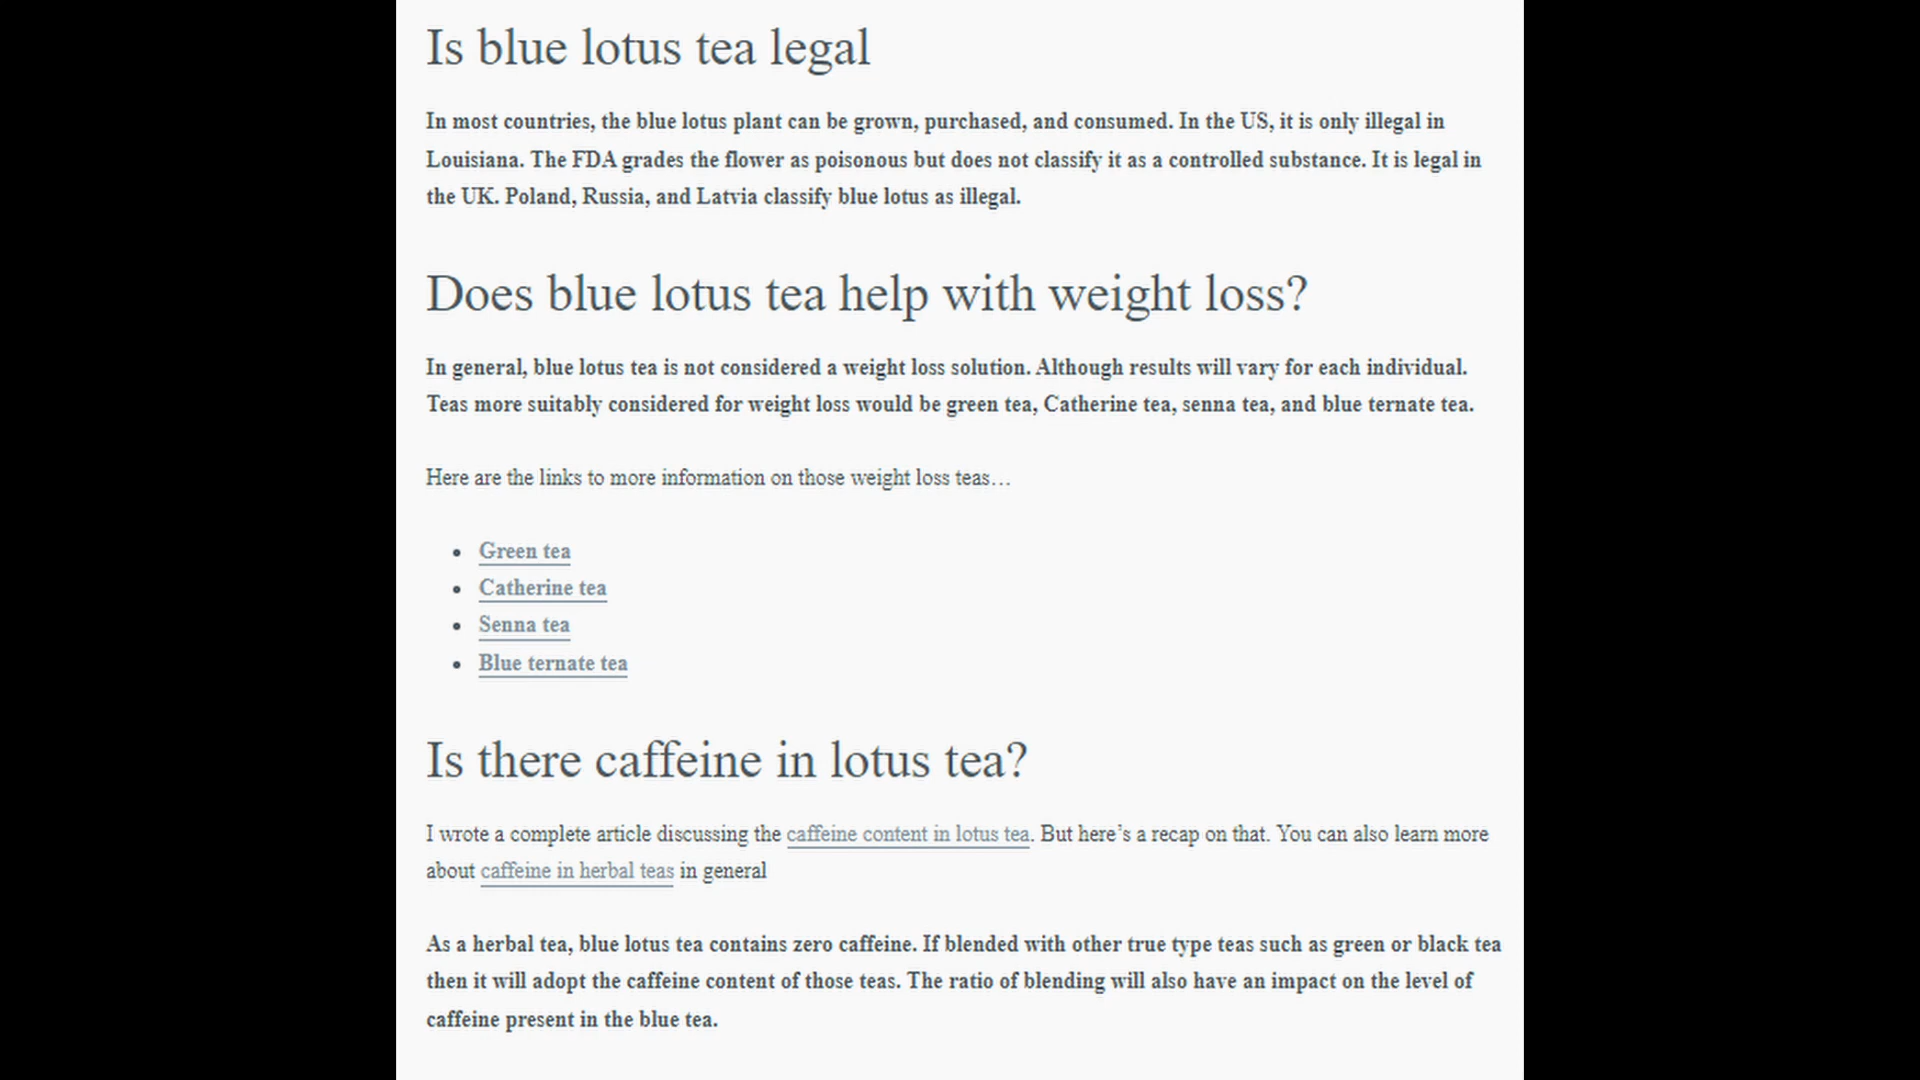 Is blue lotus tea legal
In most countries, the blue lotus plant can be grown, purchased, and consumed. In the US, it is only illegal in
Louisiana. The FDA grades the flower as poisonous but does not classify it as a controlled substance. It is legal in
the UK. Poland, Russia, and Latvia classify blue lotus as illegal.
Does blue lotus tea help with weight loss?
In general, blue lotus tea is not considered a weight loss solution. Although results will vary for each individual.
Teas more suitably considered for weight loss would be green tea, Catherine tea, senna tea, and blue ternate tea.
Here are the links to more information on those weight loss teas…
• Green tea
• Catherine tea
• Senna tea
• Blue ternate tea
Is there caffeine in lotus tea?
I wrote a complete article discussing the caffeine content in lotus tea. But here’s a recap on that. You can also learn more
about caffeine in herbal teas in general
As a herbal tea, blue lotus tea contains zero caffeine. If blended with other true type teas such as green or black tea
then it will adopt the caffeine content of those teas. The ratio of blending will also have an impact on the level of
caffeine present in the blue tea.